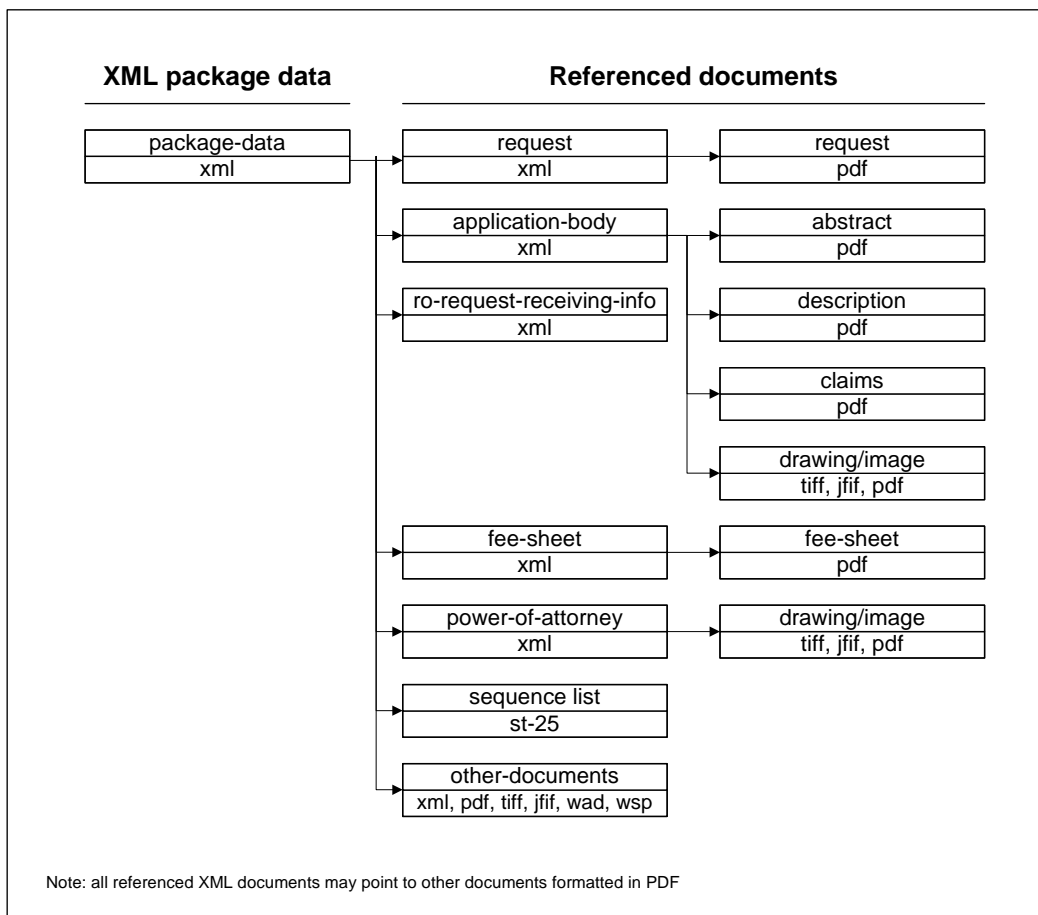 XML package data
Referenced documents
package-data
xml
request
xml
request
pdf
application-body
xml
abstract
pdf
ro-request-receiving-info
xml
description
pdf
claims
pdf
drawing/image
tiff, jfif, pdf
fee-sheet
xml
fee-sheet
pdf
power-of-attorney
xml
drawing/image
tiff, jfif, pdf
sequence list
st-25
other-documents
xml, pdf, tiff, jfif, wad, wsp
Note: all referenced XML documents may point to other documents formatted in PDF